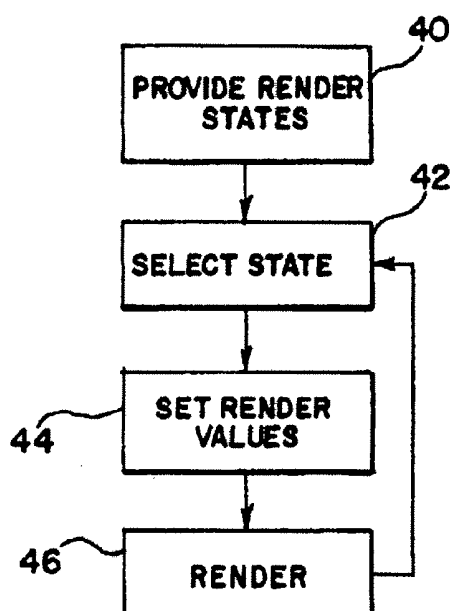 40
PROVIDE RENDER
STATES
42
SELECT STATE
SET RENDER
VALUES
44
46
RENDER